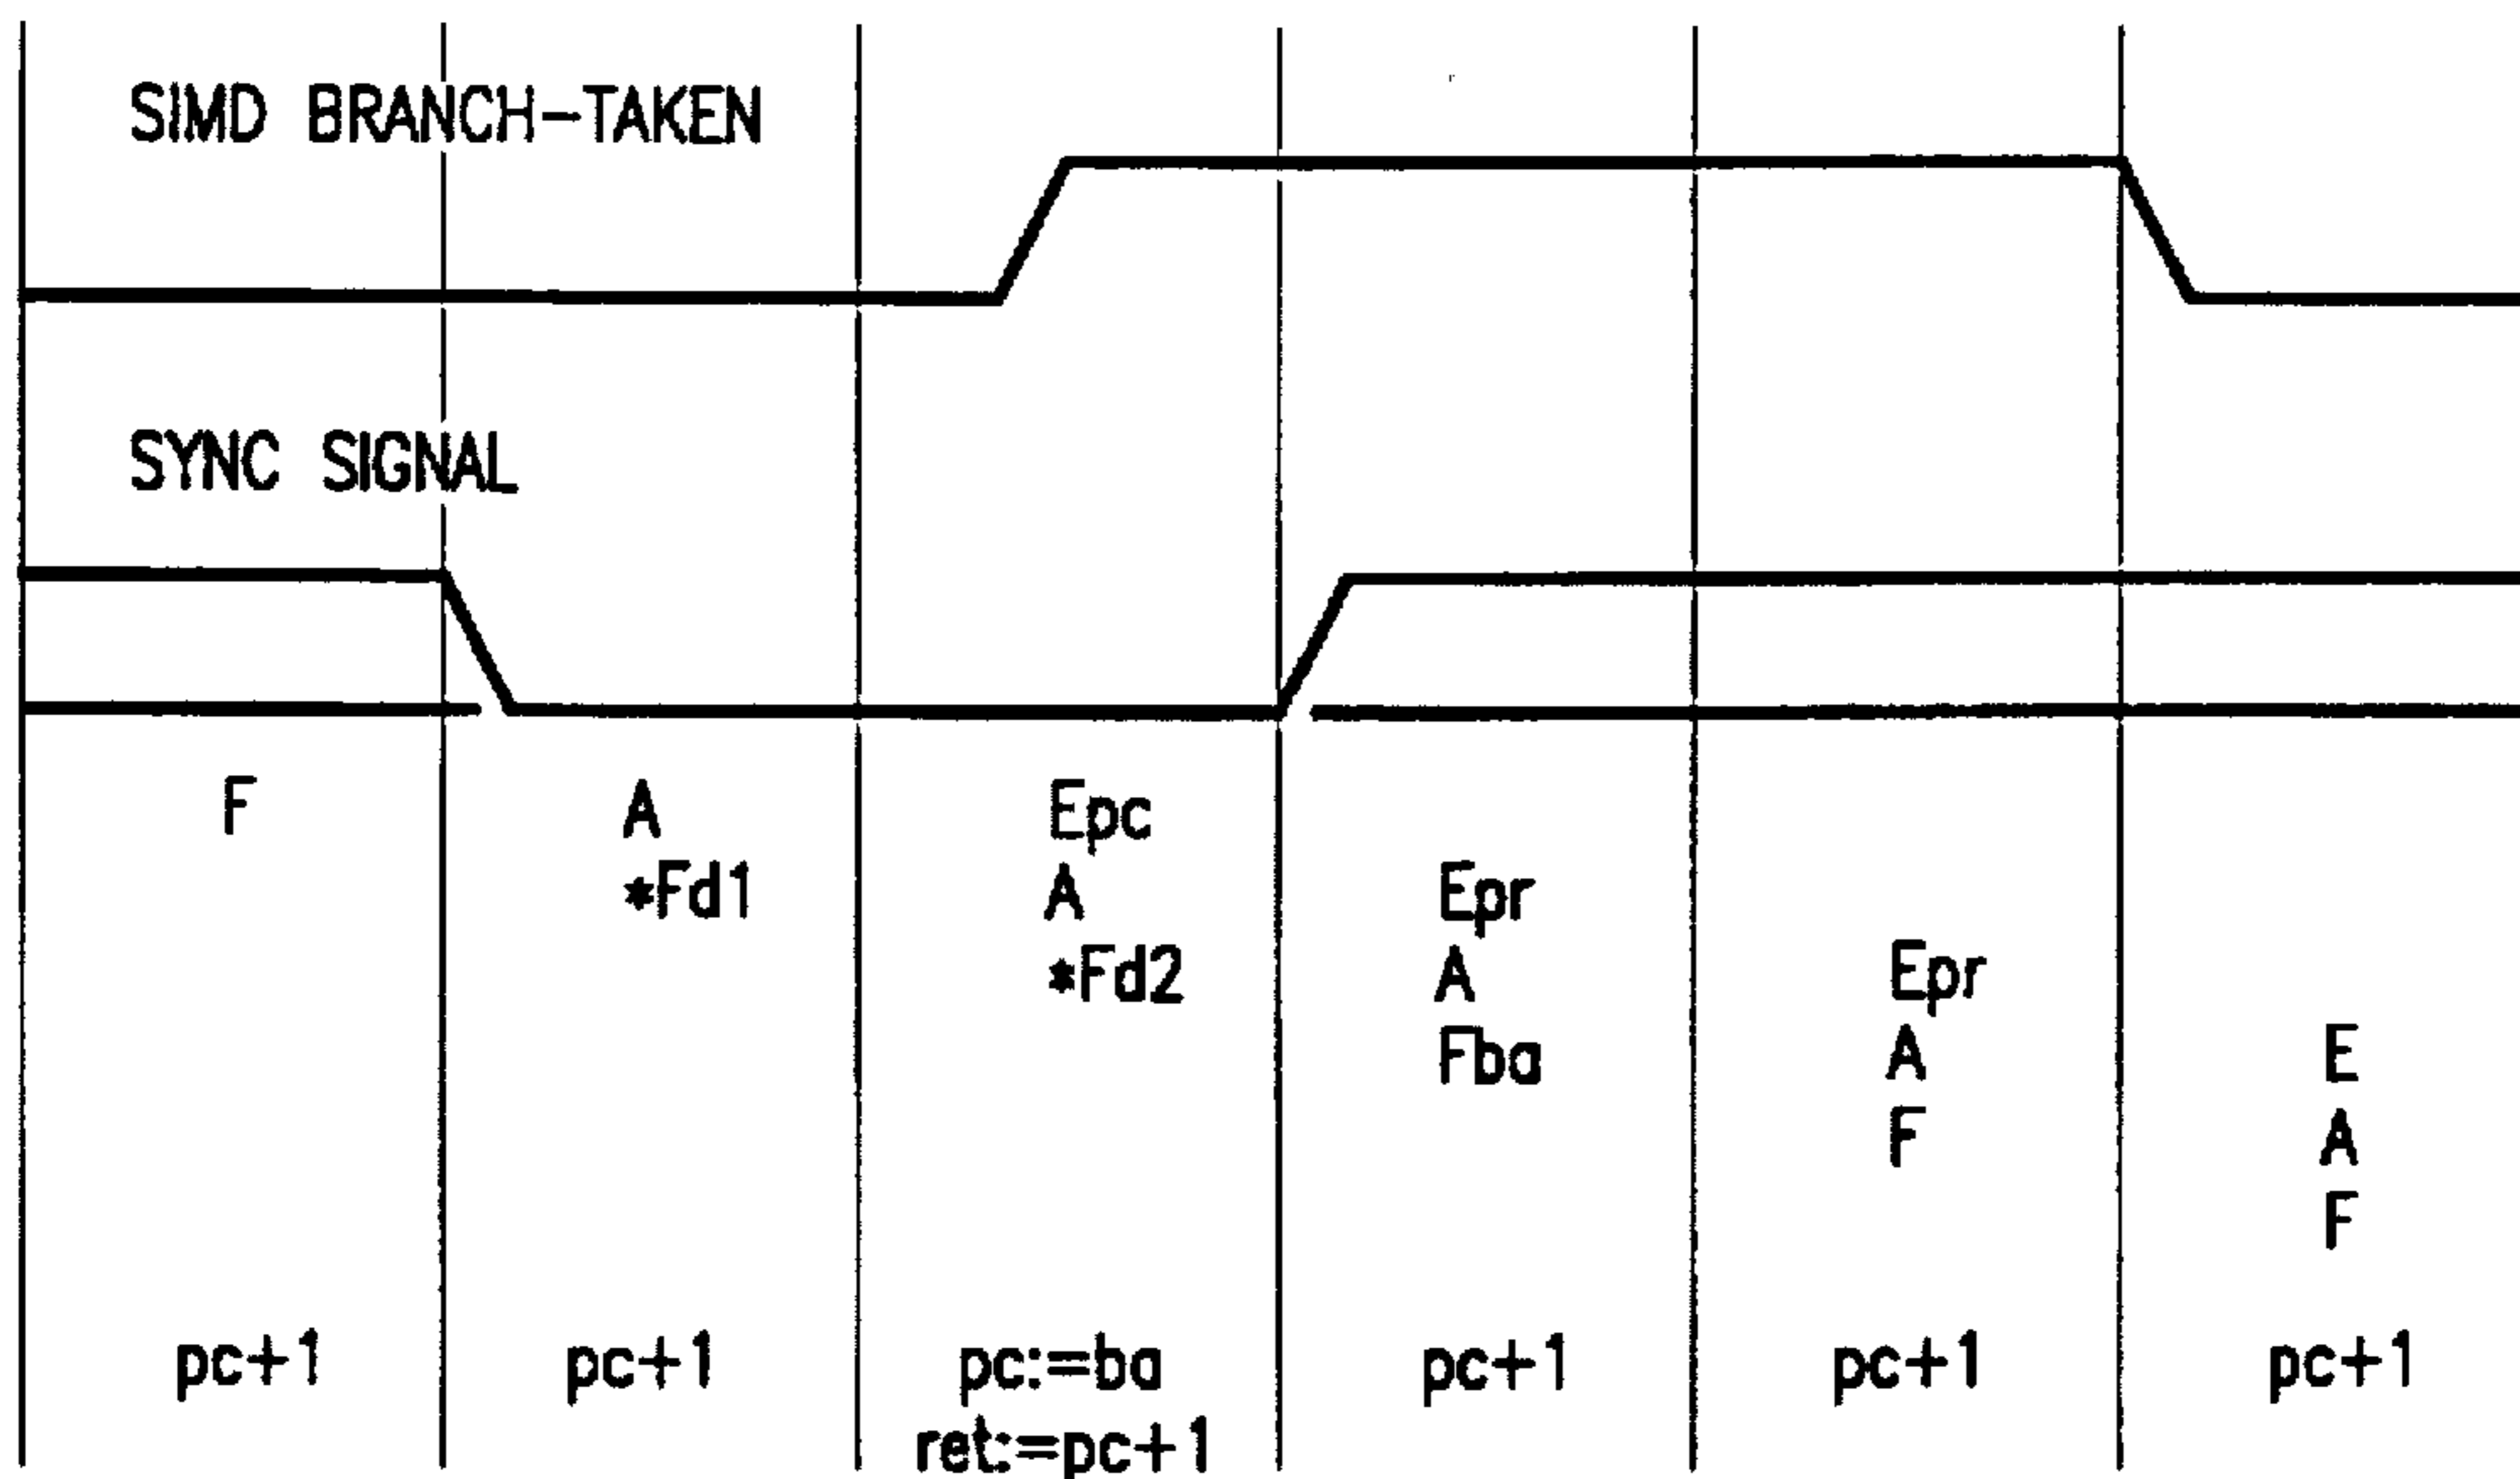 SIMD BRANCH-TAKEN
SYNC SIGNAL
F A Epc
*Fd1 A Epr
*Fd2 A Epr
Fba A E
F A
F
pc+1 pc+1 pc:=ba pc+1 pc+1 pc+1
ret:=pc+1